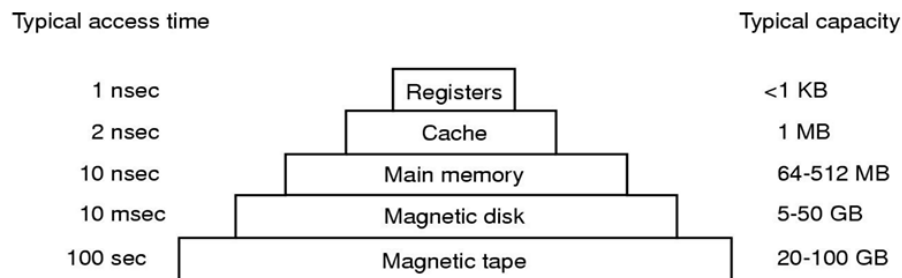 Typical access time Typical capacity
1 nsec Registers <1 KB
2 nsec Cache 1 MB
10 nsec Main memory 64-512 MB
10 msec Magnetic disk 5-50 GB
100 sec Magnetic tape 20-100 GB